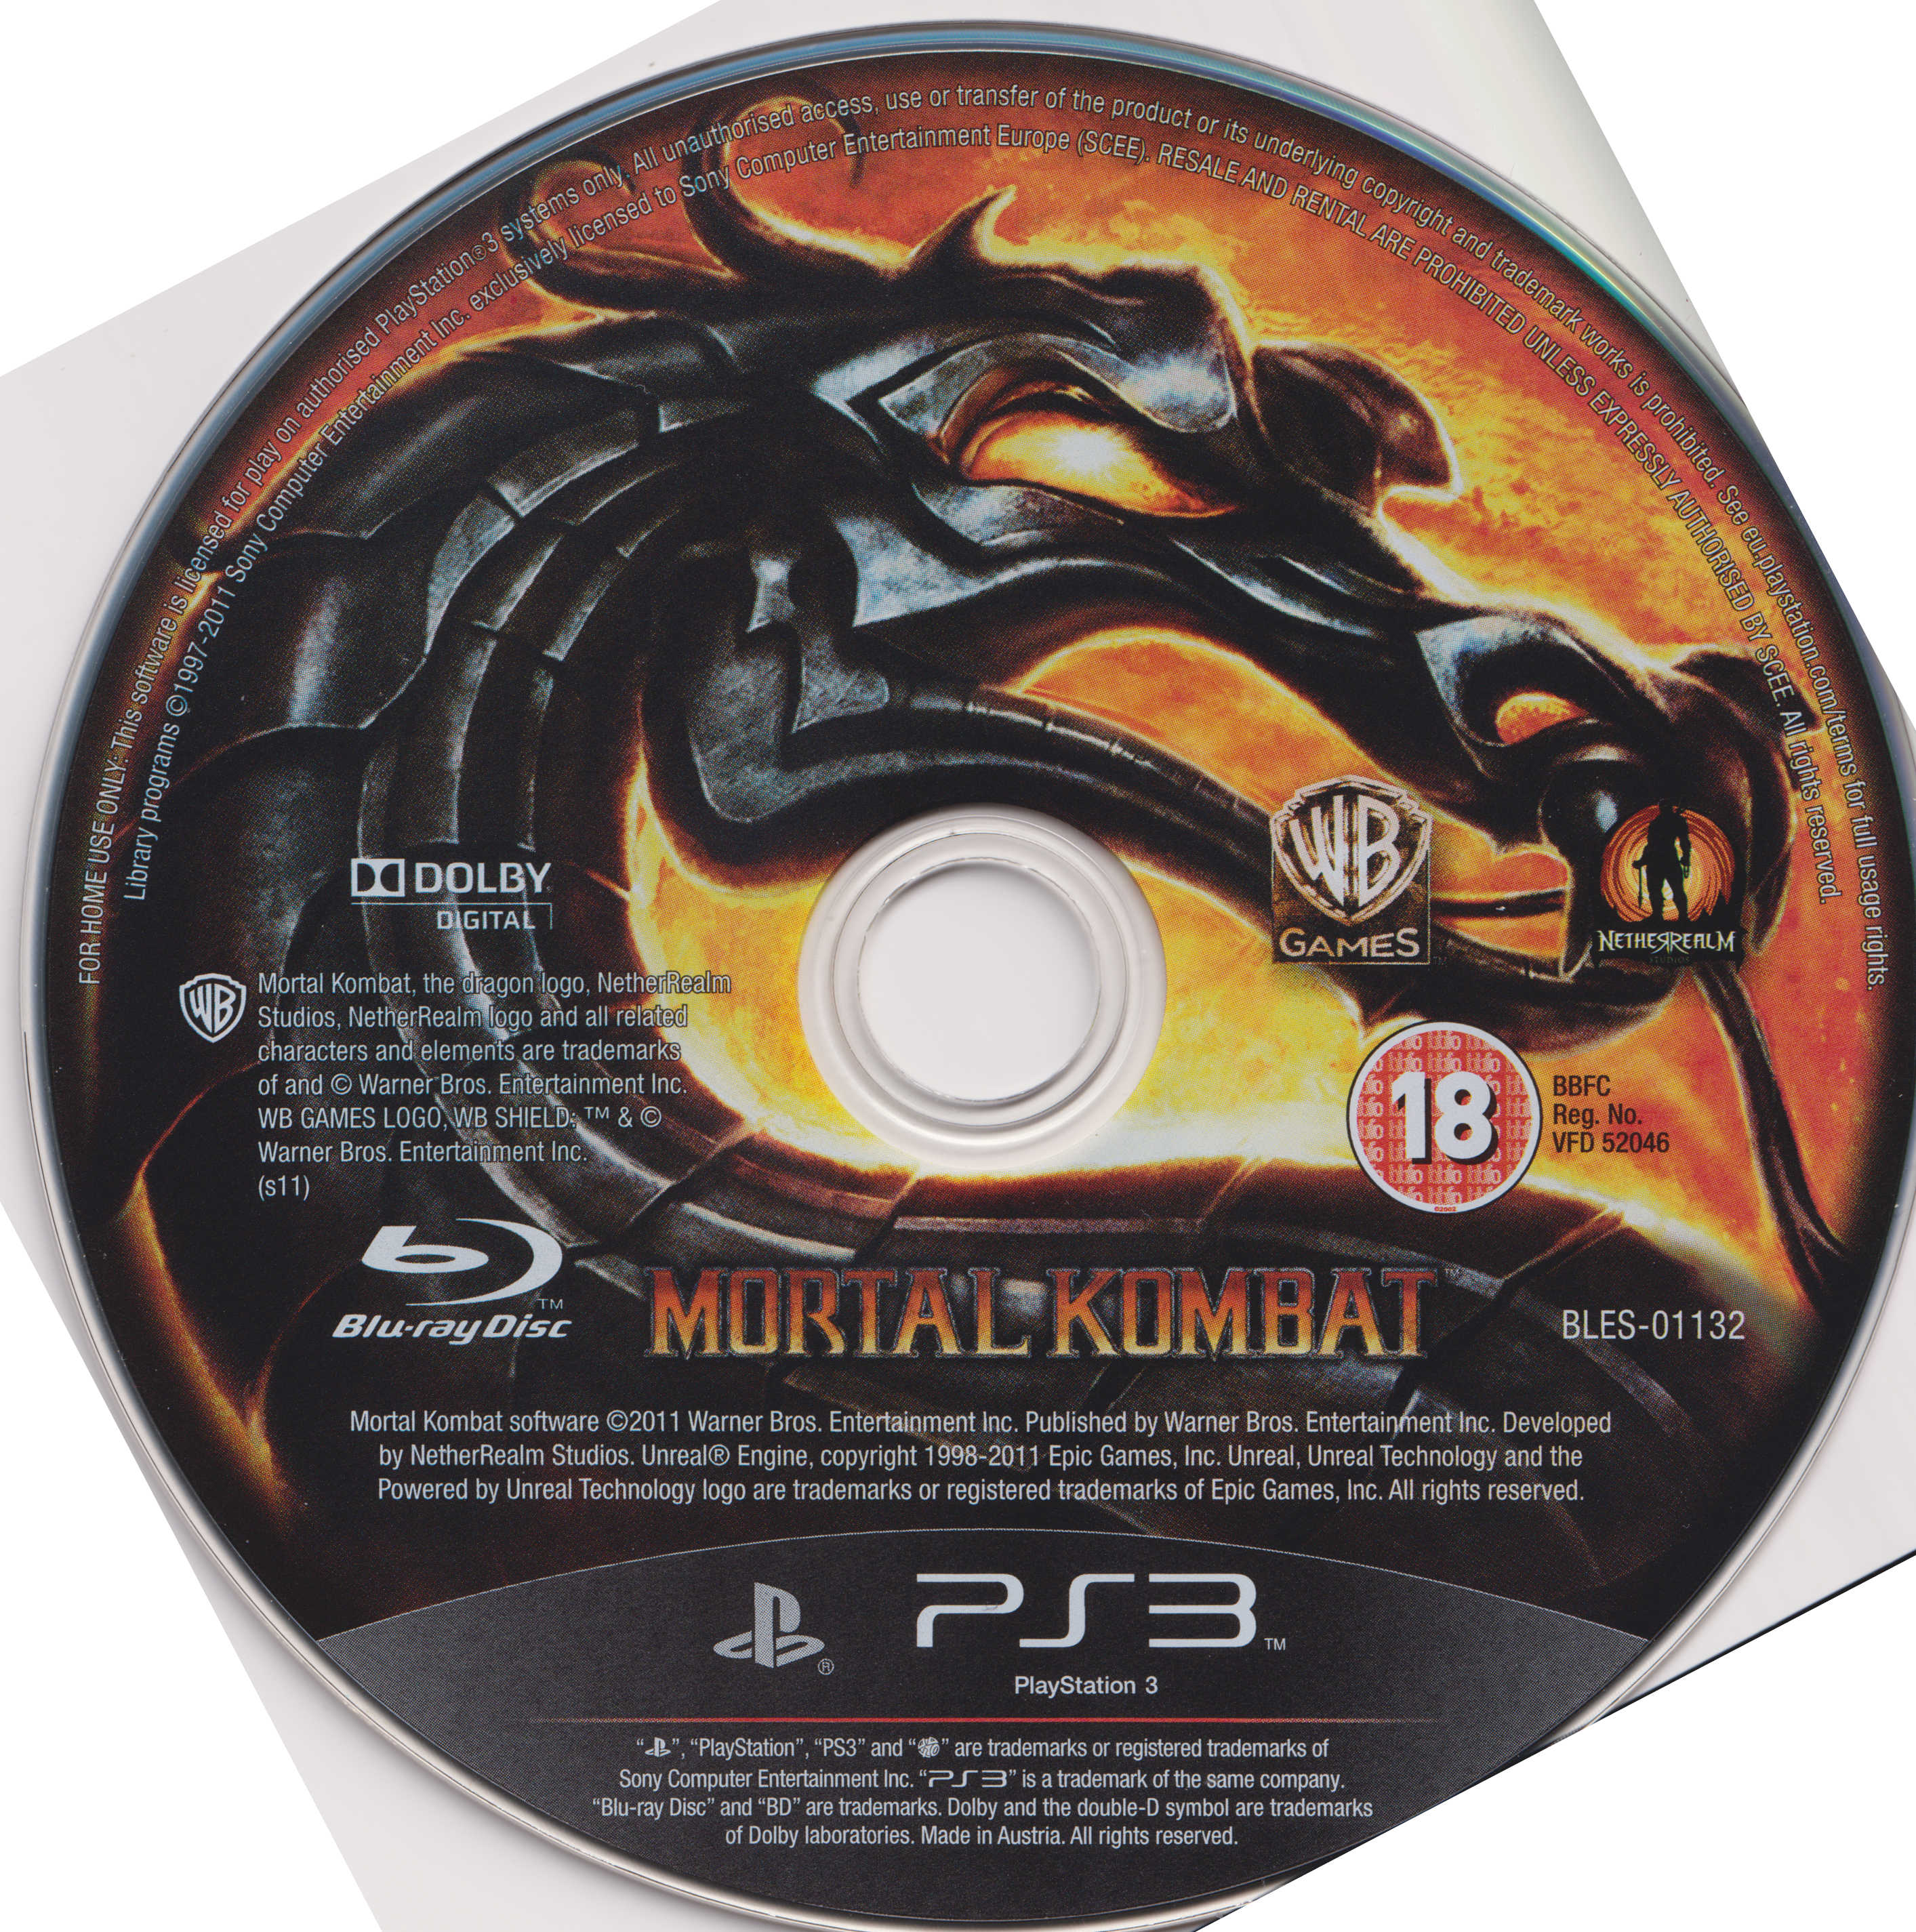 FOR HOME USE ONLY: This software is licensed for play on authorised PlayStation®3 systems only. All unauthorised access, use or transfer of the product or its underlying copyright and trademark works is prohibited. See eu.playstation.com/terms for full usage rights.
Library programs ©1997-2011 Sony Computer Entertainment Inc. exclusively licensed to Sony Computer Entertainment Europe (SCEE). RESALE AND RENTAL ARE PROHIBITED UNLESS EXPRESSLY AUTHORISED BY SCEE. All rights reserved.
DOLBY
DIGITAL
WB
GAMES
NETHERREALM
STUDIOS
WB
Mortal Kombat, the dragon logo, NetherRealm
Studios, NetherRealm logo and all related
characters and elements are trademarks
of and © Warner Bros. Entertainment Inc.
WB GAMES LOGO, WB SHIELD: ™ & ©
Warner Bros. Entertainment Inc.
(s11)
18
BBFC
Reg. No.
VFD 52046
Blu-ray Disc™
MORTAL KOMBAT™
BLES-01132
Mortal Kombat software ©2011 Warner Bros. Entertainment Inc. Published by Warner Bros. Entertainment Inc. Developed
by NetherRealm Studios. Unreal® Engine, copyright 1998-2011 Epic Games, Inc. Unreal, Unreal Technology and the
Powered by Unreal Technology logo are trademarks or registered trademarks of Epic Games, Inc. All rights reserved.
® PS3™
PlayStation 3
“ ”, “PlayStation”, “PS3” and “ ” are trademarks or registered trademarks of
Sony Computer Entertainment Inc. “PS3” is a trademark of the same company.
“Blu-ray Disc” and “BD” are trademarks. Dolby and the double-D symbol are trademarks
of Dolby laboratories. Made in Austria. All rights reserved.